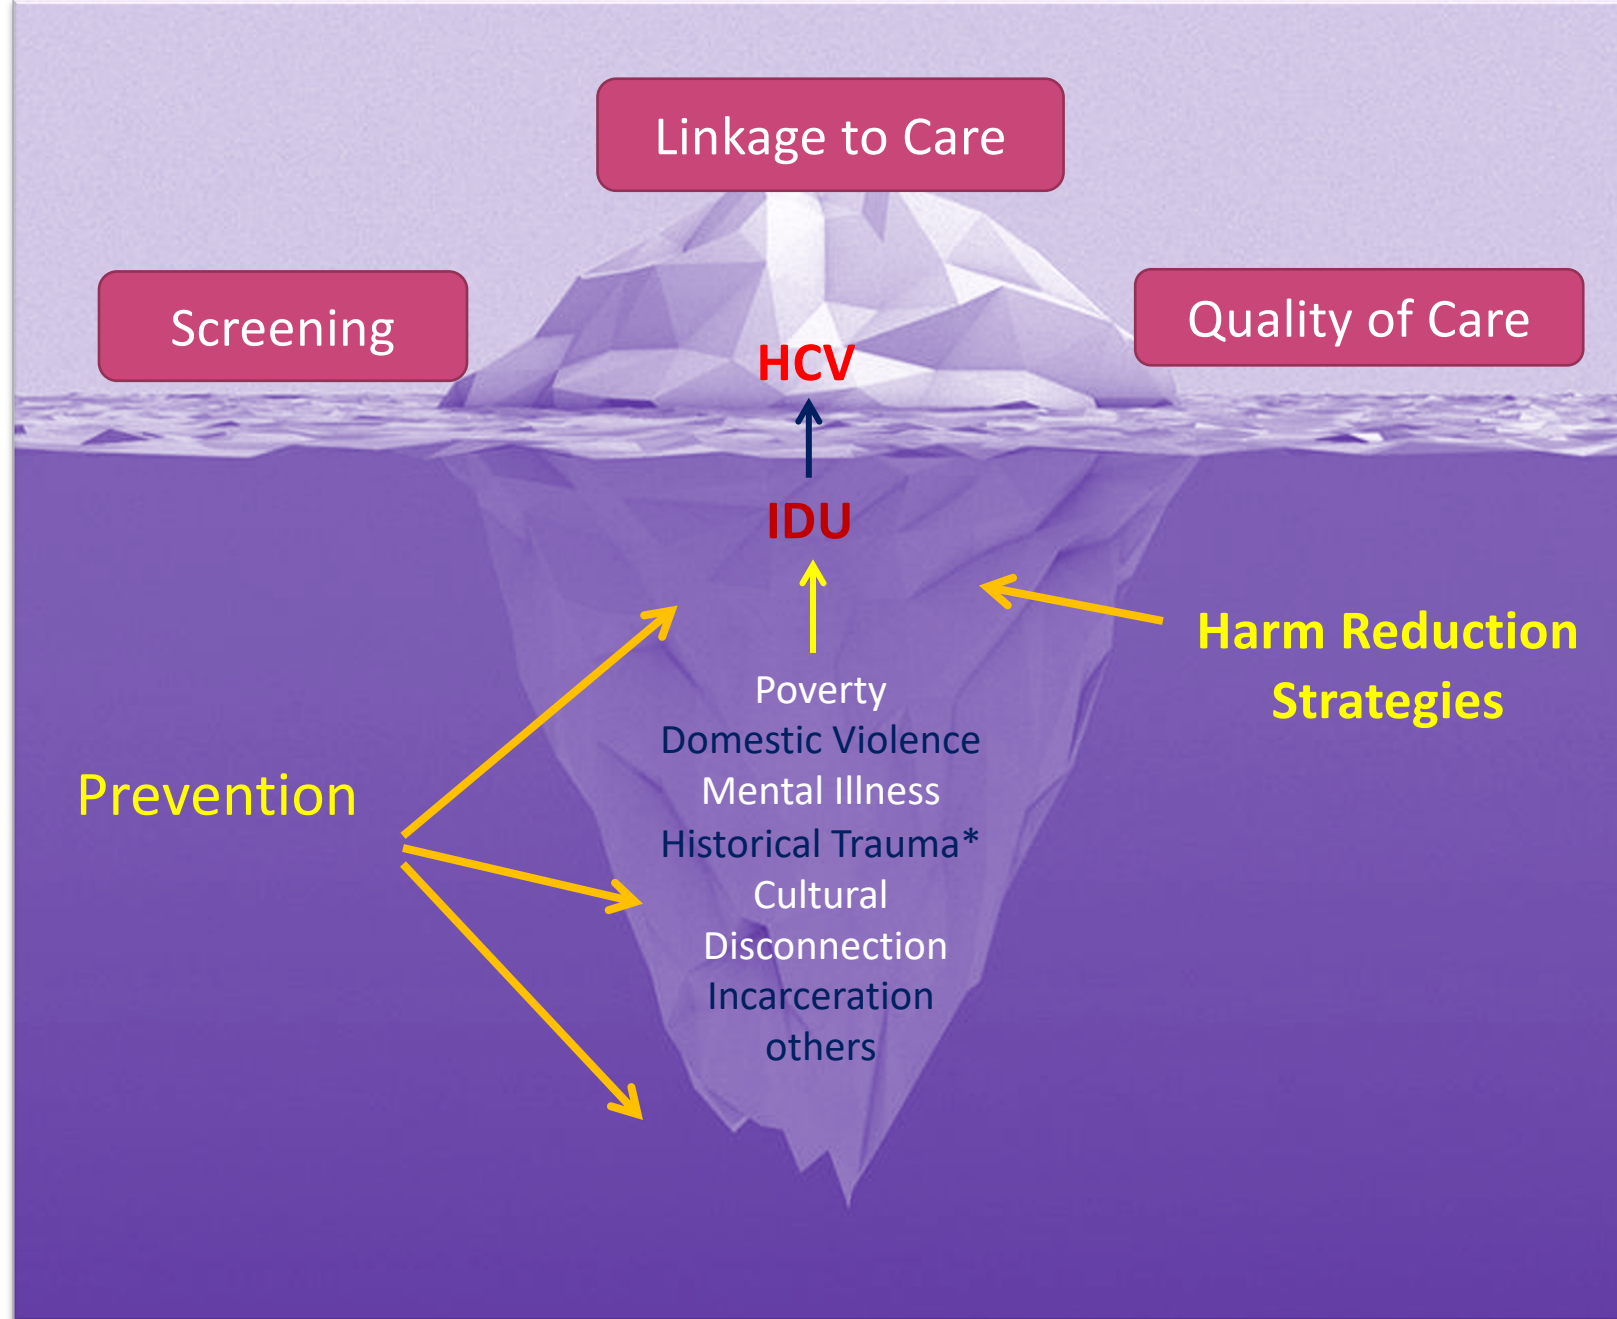 Linkage to Care
Screening
Quality of Care
HCV
IDU
Harm Reduction
Strategies
Prevention
Poverty
Domestic Violence
Mental Illness
Historical Trauma*
Cultural
Disconnection
Incarceration
others